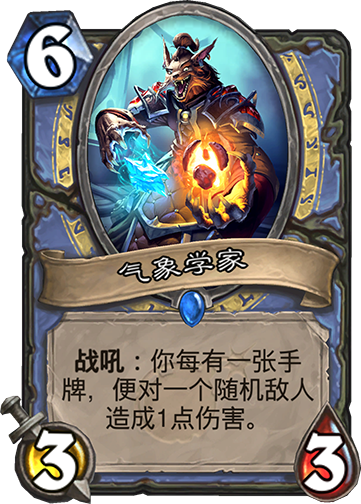 6
气象学家
战吼：你每有一张手
牌，便对一个随机敌人
造成1点伤害。
3
3